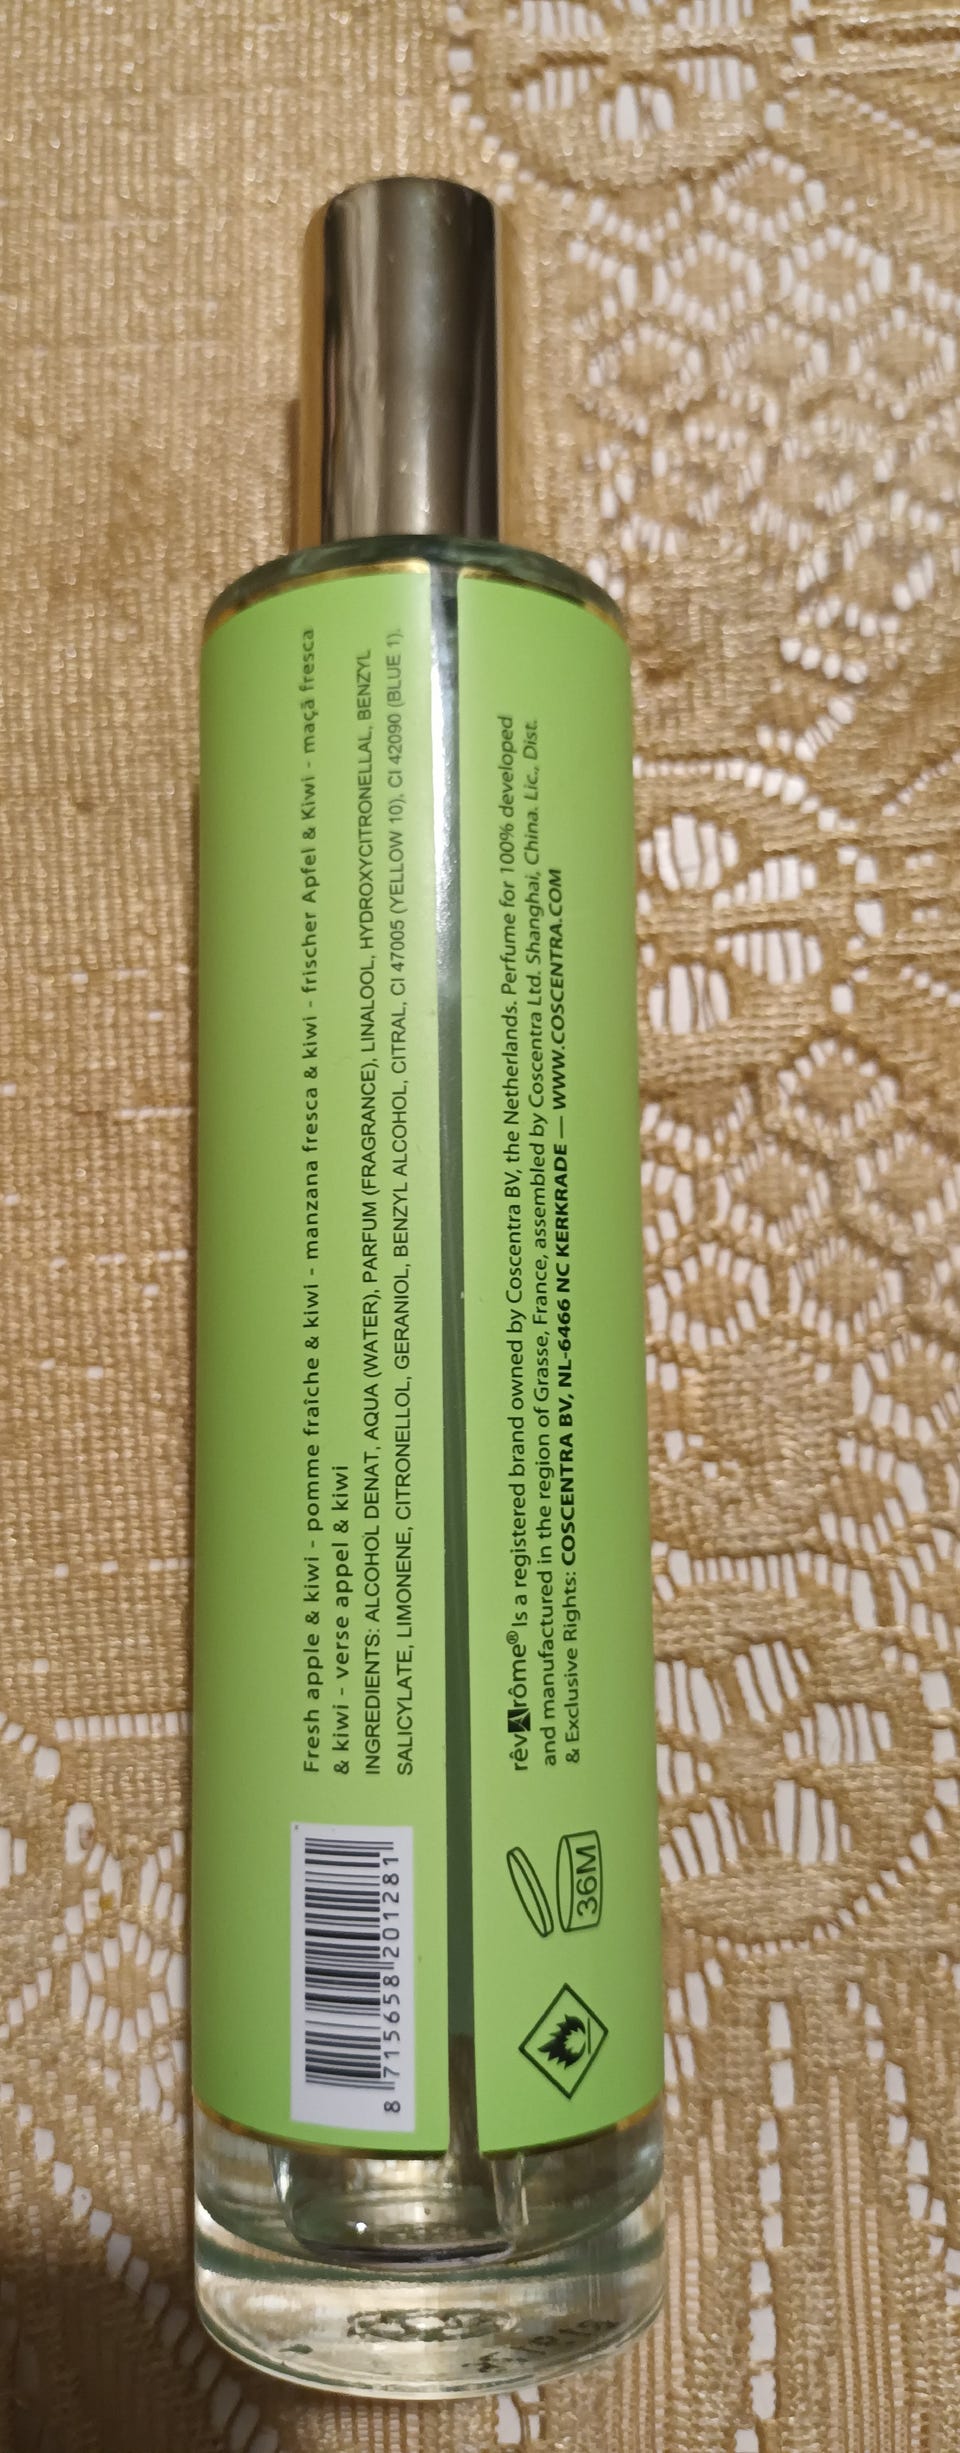 Fresh apple & kiwi - pomme fraîche & kiwi - manzana fresca & kiwi - frischer Apfel & Kiwi - maçã fresca
& kiwi - verse appel & kiwi
INGREDIENTS: ALCOHOL DENAT, AQUA (WATER), PARFUM (FRAGRANCE), LINALOOL, HYDROXYCITRONELLAL, BENZYL
SALICYLATE, LIMONENE, CITRONELLOL, GERANIOL, BENZYL ALCOHOL, CITRAL, CI 47005 (YELLOW 10), CI 42090 (BLUE 1).
8 715658 201281
rêvArôme® Is a registered brand owned by Coscentra BV, the Netherlands. Perfume for 100% developed
and manufactured in the region of Grasse, France, assembled by Coscentra Ltd. Shanghai, China. Lic., Dist.
& Exclusive Rights: COSCENTRA BV, NL-6466 NC KERKRADE — WWW.COSCENTRA.COM
36M